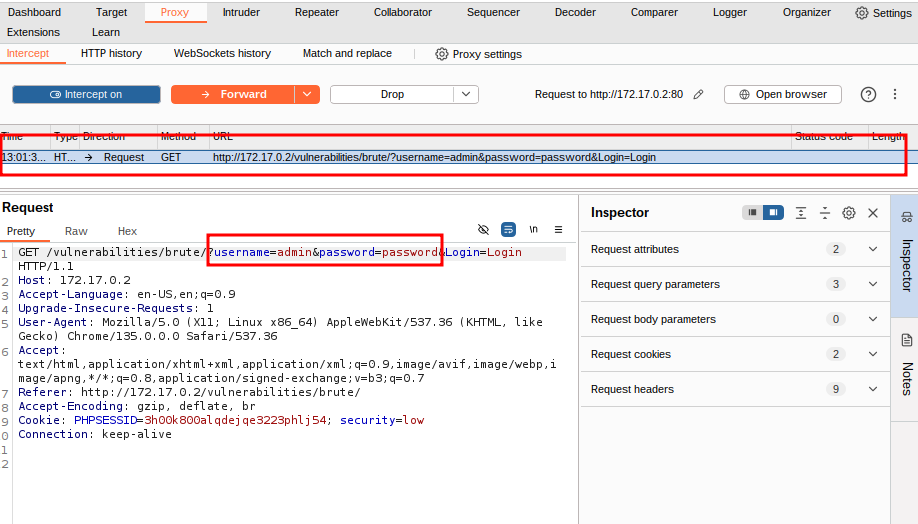 Dashboard Target Proxy Intruder Repeater Collaborator Sequencer Decoder Comparer Logger Organizer Settings
Extensions Learn
Intercept HTTP history WebSockets history Match and replace Proxy settings
Intercept on Forward Drop Request to http://172.17.0.2:80 Open browser
Time Type Direction Method URL Status code Length
13:01:3... HT... Request GET http://172.17.0.2/vulnerabilities/brute/?username=admin&password=password&Login=Login
Request
Pretty Raw Hex \n
1 GET /vulnerabilities/brute/?username=admin&password=password&Login=Login
HTTP/1.1
2 Host: 172.17.0.2
3 Accept-Language: en-US,en;q=0.9
4 Upgrade-Insecure-Requests: 1
5 User-Agent: Mozilla/5.0 (X11; Linux x86_64) AppleWebKit/537.36 (KHTML, like
Gecko) Chrome/135.0.0.0 Safari/537.36
6 Accept:
text/html,application/xhtml+xml,application/xml;q=0.9,image/avif,image/webp,i
mage/apng,*/*;q=0.8,application/signed-exchange;v=b3;q=0.7
7 Referer: http://172.17.0.2/vulnerabilities/brute/
8 Accept-Encoding: gzip, deflate, br
9 Cookie: PHPSESSID=3h00k800alqdejqe3223phlj54; security=low
0 Connection: keep-alive
1
2
Inspector
Request attributes 2
Request query parameters 3
Request body parameters 0
Request cookies 2
Request headers 9
Inspector
Notes